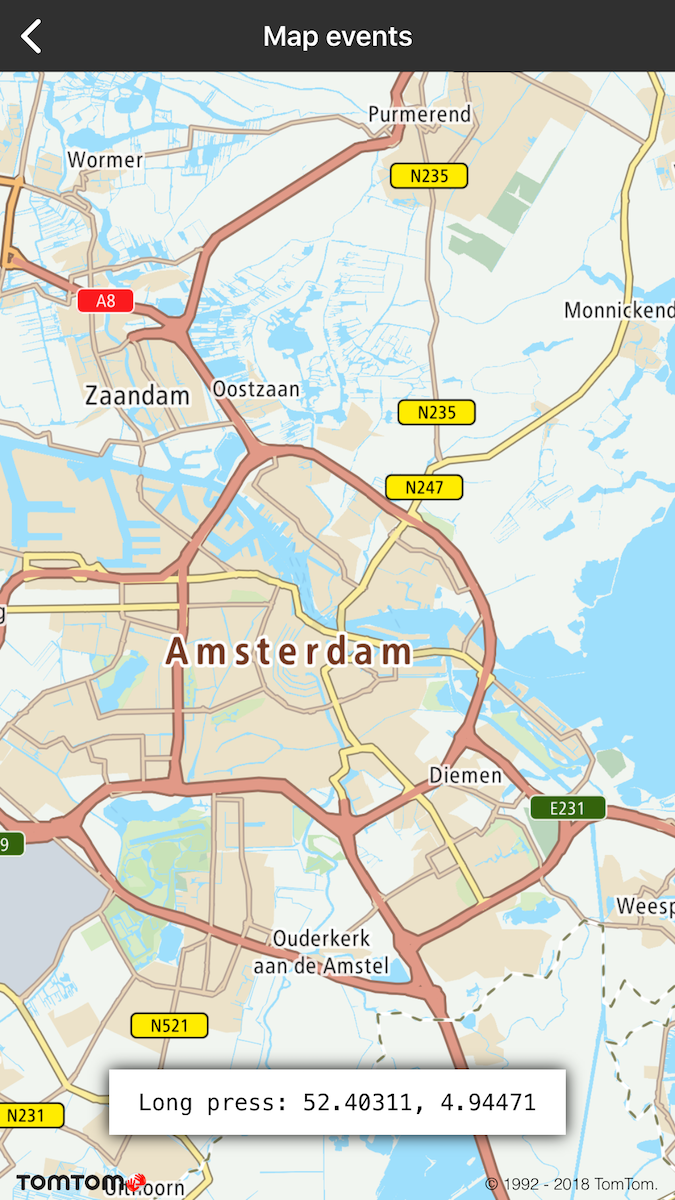 Map events
Purmerend
Wormer
N235
A8
Monnickend
Zaandam
Oostzaan
N235
N247
g
Amsterdam
Diemen
E231
9
Weesp
Ouderkerk
aan de Amstel
N521
Long press: 52.40311, 4.94471
N231
TOMTOM
© 1992 - 2018 TomTom.